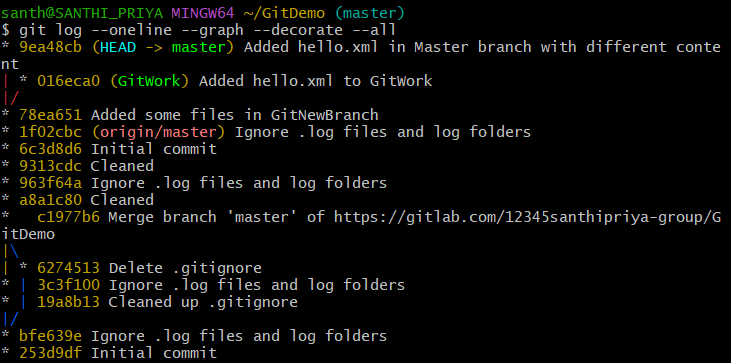 santh@SANTHI_PRIYA MINGW64 ~/GitDemo (master)
$ git log --oneline --graph --decorate --all
* 9ea48cb (HEAD -> master) Added hello.xml in Master branch with different conte
nt
| * 016eca0 (GitWork) Added hello.xml to GitWork
|/
* 78ea651 Added some files in GitNewBranch
* 1f02cbc (origin/master) Ignore .log files and log folders
* 6c3d8d6 Initial commit
* 9313cdc Cleaned
* 963f64a Ignore .log files and log folders
* a8a1c80 Cleaned
*   c1977b6 Merge branch 'master' of https://gitlab.com/12345santhipriya-group/G
itDemo
|\
| * 6274513 Delete .gitignore
* | 3c3f100 Ignore .log files and log folders
* | 19a8b13 Cleaned up .gitignore
|/
* bfe639e Ignore .log files and log folders
* 253d9df Initial commit